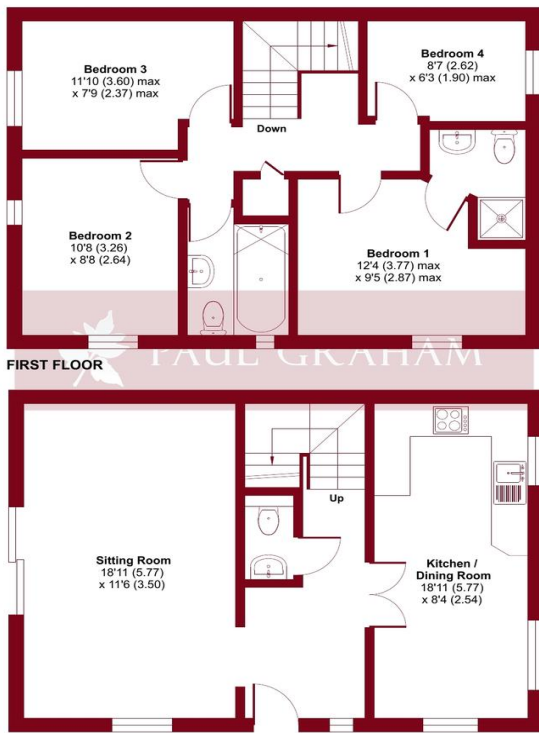 Bedroom 3
11'10 (3.60) max
x 7'9 (2.37) max
Bedroom 4
8'7 (2.62)
x 6'3 (1.90) max
Down
Bedroom 2
10'8 (3.26)
x 8'8 (2.64)
Bedroom 1
12'4 (3.77) max
x 9'5 (2.87) max
PAUL GRAHAM
FIRST FLOOR
Up
Sitting Room
18'11 (5.77)
x 11'6 (3.50)
Kitchen /
Dining Room
18'11 (5.77)
x 8'4 (2.54)